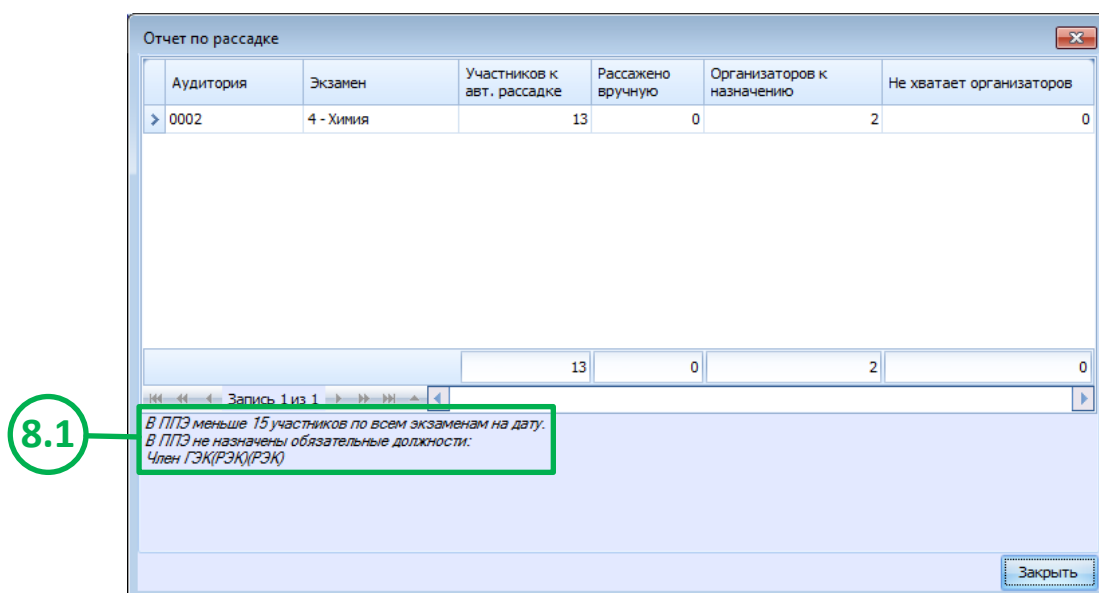 Отчет по рассадке
Аудитория Экзамен Участников к авт. рассадке Рассажено вручную Организаторов к назначению Не хватает организаторов
0002 4 - Химия 13 0 2 0
13 0 2 0
Запись 1 из 1
8.1
В ППЭ меньше 15 участников по всем экзаменам на дату.
В ППЭ не назначены обязательные должности:
Член ГЭК(РЭК)(РЭК)
Закрыть